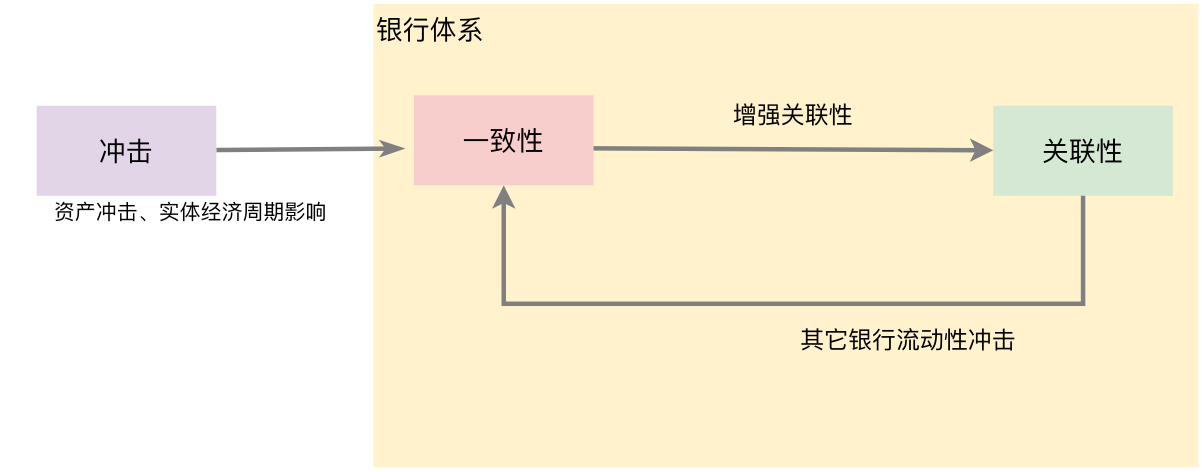 银行体系
冲击
资产冲击、实体经济周期影响
一致性
增强关联性
关联性
其它银行流动性冲击